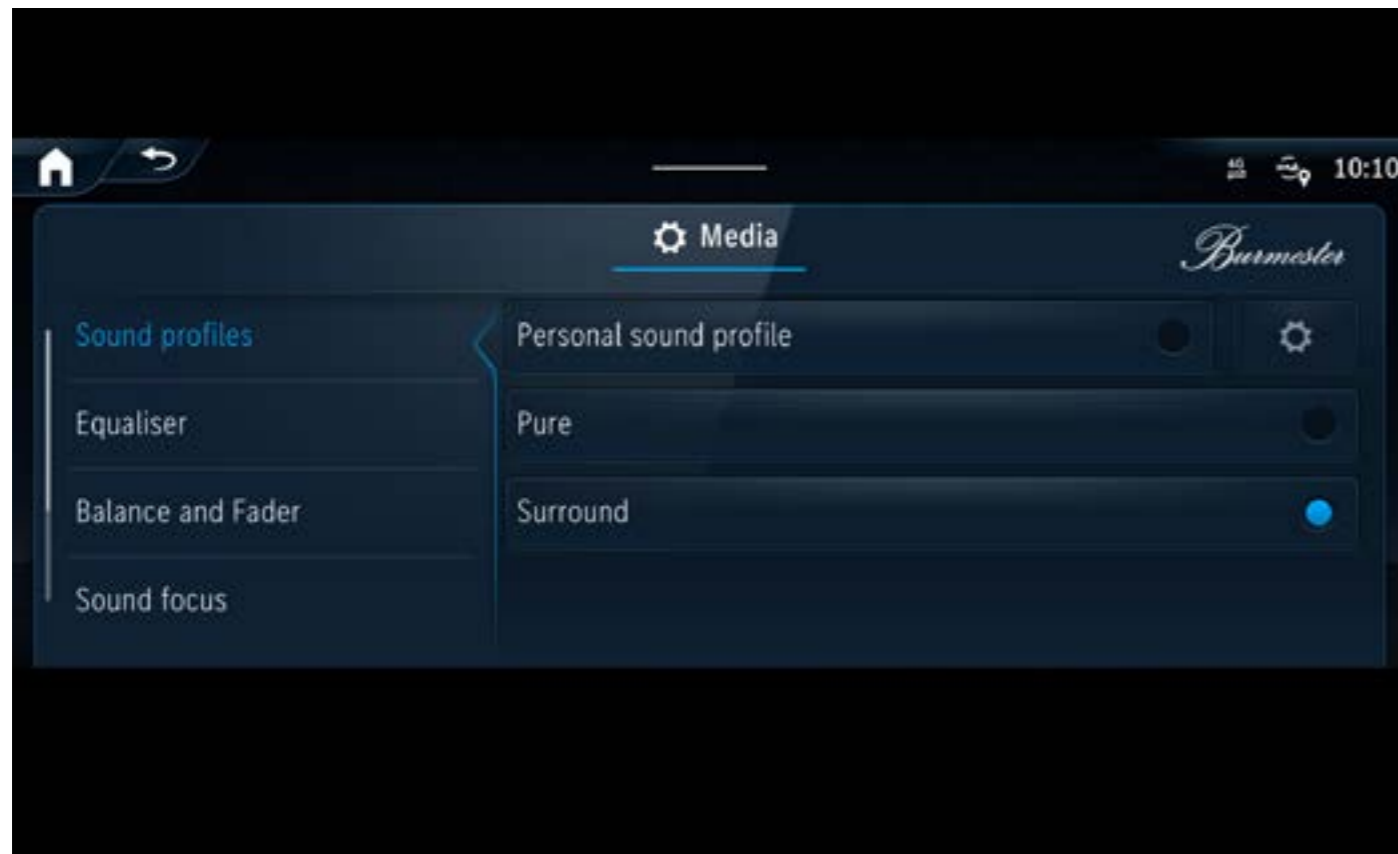 10:10
Media
Burmester
Sound profiles
Personal sound profile
Equaliser
Pure
Balance and Fader
Surround
Sound focus